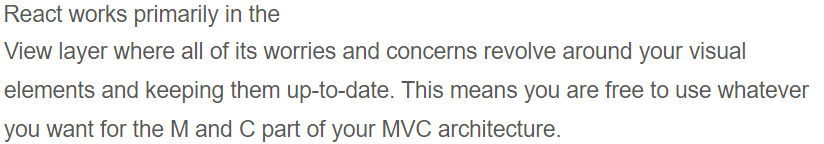 React works primarily in the
View layer where all of its worries and concerns revolve around your visual
elements and keeping them up-to-date. This means you are free to use whatever
you want for the M and C part of your MVC architecture.